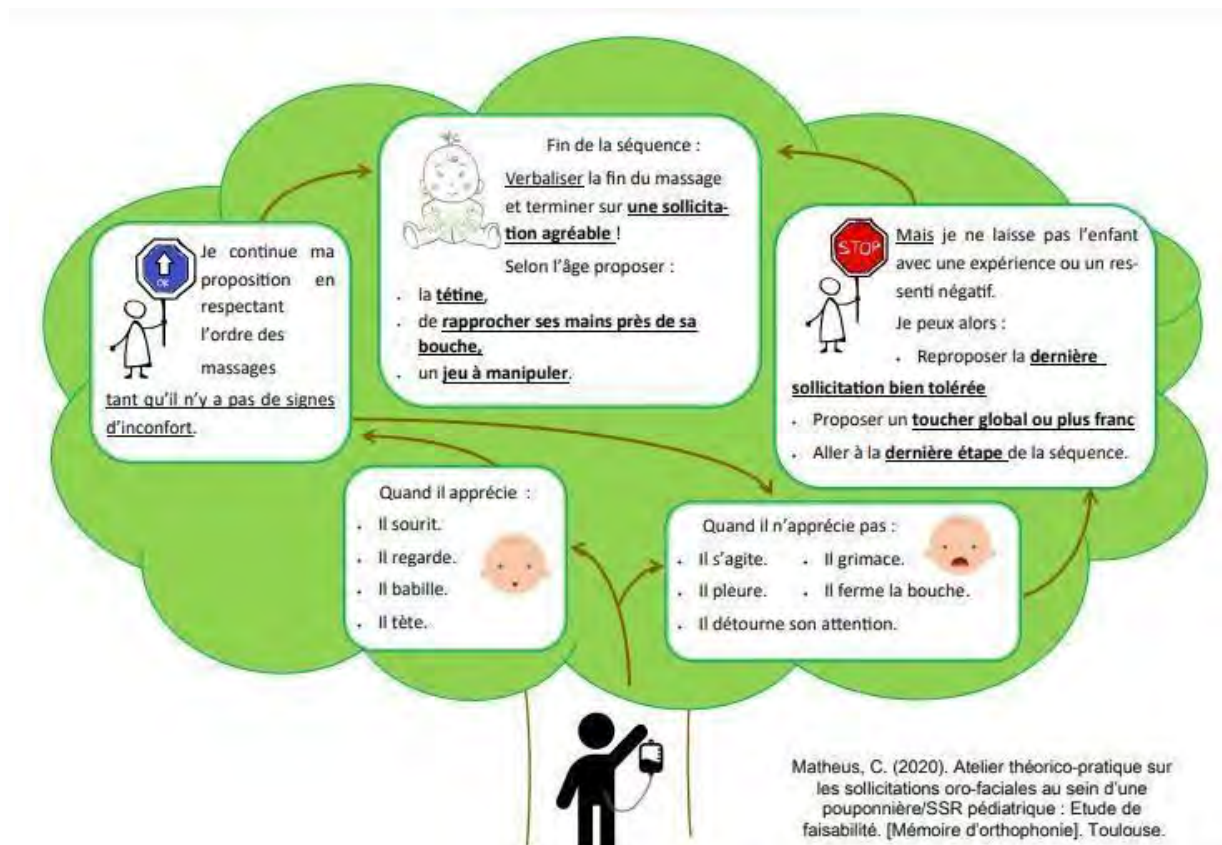 Fin de la séquence :
Verbaliser la fin du massage
et terminer sur une sollicita-
tion agréable !
Selon l'âge proposer :
. la tétine,
. de rapprocher ses mains près de sa
bouche,
. un jeu à manipuler.
OK
Je continue ma
proposition en
respectant
l'ordre des
massages
tant qu'il n'y a pas de signes
d'inconfort.
STOP
Mais je ne laisse pas l'enfant
avec une expérience ou un res-
senti négatif.
Je peux alors :
. Reproposer la dernière
sollicitation bien tolérée
. Proposer un toucher global ou plus franc
. Aller à la dernière étape de la séquence.
Quand il apprécie :
. Il sourit.
. Il regarde.
. Il babille.
. Il tète.
Quand il n'apprécie pas :
. Il s'agite. . Il grimace.
. Il pleure. . Il ferme la bouche.
. Il détourne son attention.
Matheus, C. (2020). Atelier théorico-pratique sur
les sollicitations oro-faciales au sein d'une
pouponnière/SSR pédiatrique : Etude de
faisabilité. [Mémoire d'orthophonie]. Toulouse.